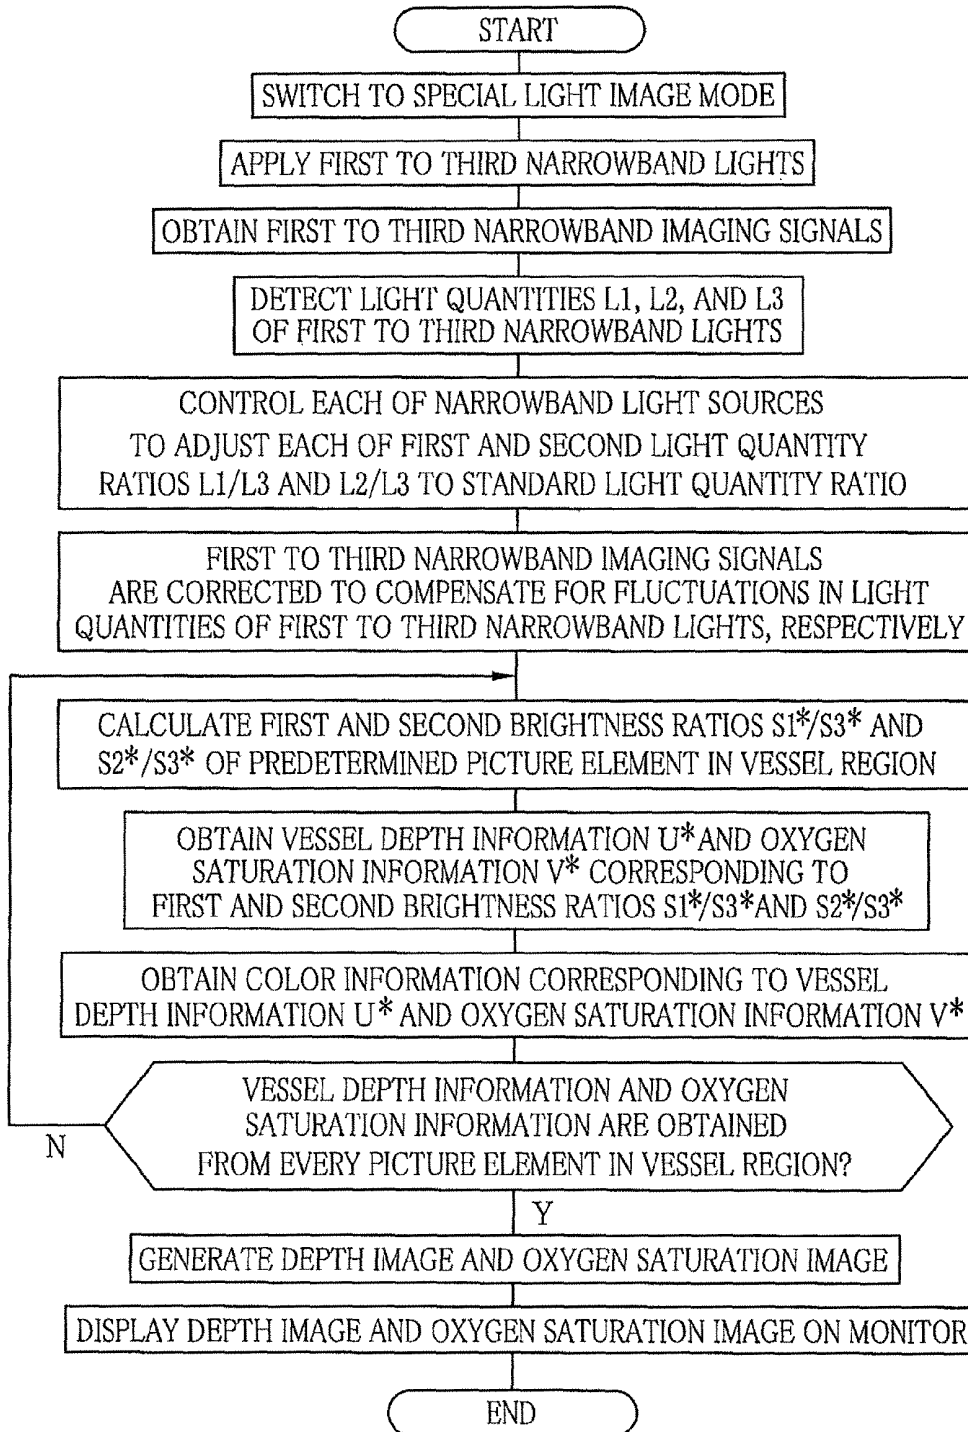 START
SWITCH TO SPECIAL LIGHT IMAGE MODE
APPLY FIRST TO THIRD NARROWBAND LIGHTS
OBTAIN FIRST TO THIRD NARROWBAND IMAGING SIGNALS
DETECT LIGHT QUANTITIES L1, L2, AND L3
OF FIRST TO THIRD NARROWBAND LIGHTS
CONTROL EACH OF NARROWBAND LIGHT SOURCES
TO ADJUST EACH OF FIRST AND SECOND LIGHT QUANTITY
RATIOS L1/L3 AND L2/L3 TO STANDARD LIGHT QUANTITY RATIO
FIRST TO THIRD NARROWBAND IMAGING SIGNALS
ARE CORRECTED TO COMPENSATE FOR FLUCTUATIONS IN LIGHT
QUANTITIES OF FIRST TO THIRD NARROWBAND LIGHTS, RESPECTIVELY
CALCULATE FIRST AND SECOND BRIGHTNESS RATIOS S1*/S3* AND
S2*/S3* OF PREDETERMINED PICTURE ELEMENT IN VESSEL REGION
OBTAIN VESSEL DEPTH INFORMATION U* AND OXYGEN
SATURATION INFORMATION V* CORRESPONDING TO
FIRST AND SECOND BRIGHTNESS RATIOS S1*/S3* AND S2*/S3*
OBTAIN COLOR INFORMATION CORRESPONDING TO VESSEL
DEPTH INFORMATION U* AND OXYGEN SATURATION INFORMATION V*
VESSEL DEPTH INFORMATION AND OXYGEN
SATURATION INFORMATION ARE OBTAINED
FROM EVERY PICTURE ELEMENT IN VESSEL REGION?
N
Y
GENERATE DEPTH IMAGE AND OXYGEN SATURATION IMAGE
DISPLAY DEPTH IMAGE AND OXYGEN SATURATION IMAGE ON MONITOR
END